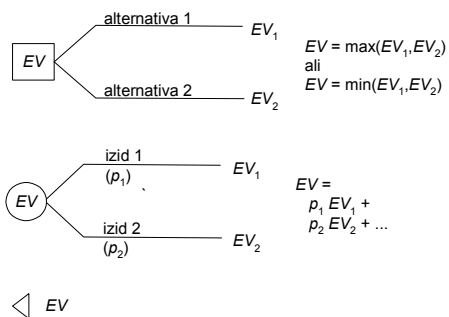 alternativa 1
EV₁
EV
alternativa 2
EV₂
EV = max(EV₁,EV₂)
ali
EV = min(EV₁,EV₂)
izid 1
(p₁)
EV₁
EV
izid 2
(p₂)
EV₂
EV =
p₁ EV₁ +
p₂ EV₂ + ...
EV